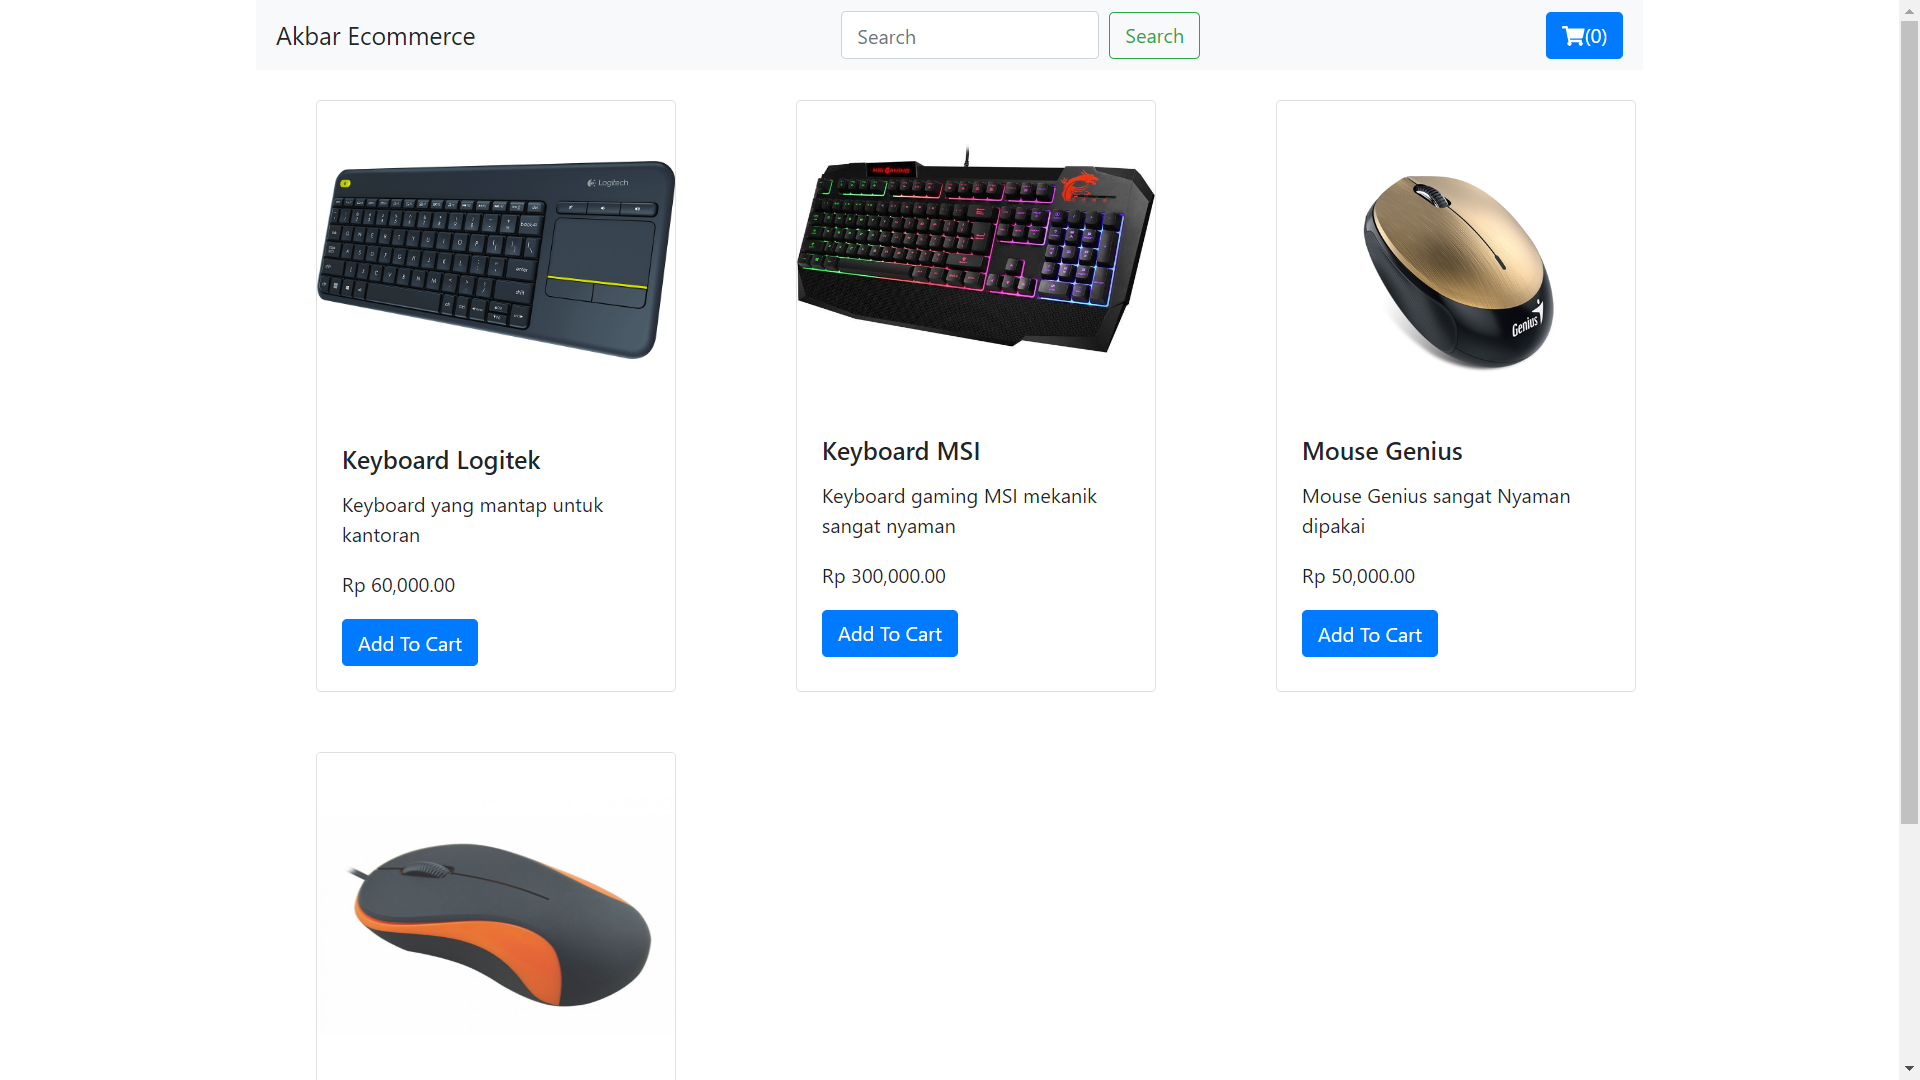 Akbar Ecommerce
Search
Search
(0)
Logitech
Keyboard Logitek
Keyboard yang mantap untuk
kantoran
Rp 60,000.00
Add To Cart
MSI GAMING
Keyboard MSI
Keyboard gaming MSI mekanik
sangat nyaman
Rp 300,000.00
Add To Cart
Genius
Mouse Genius
Mouse Genius sangat Nyaman
dipakai
Rp 50,000.00
Add To Cart